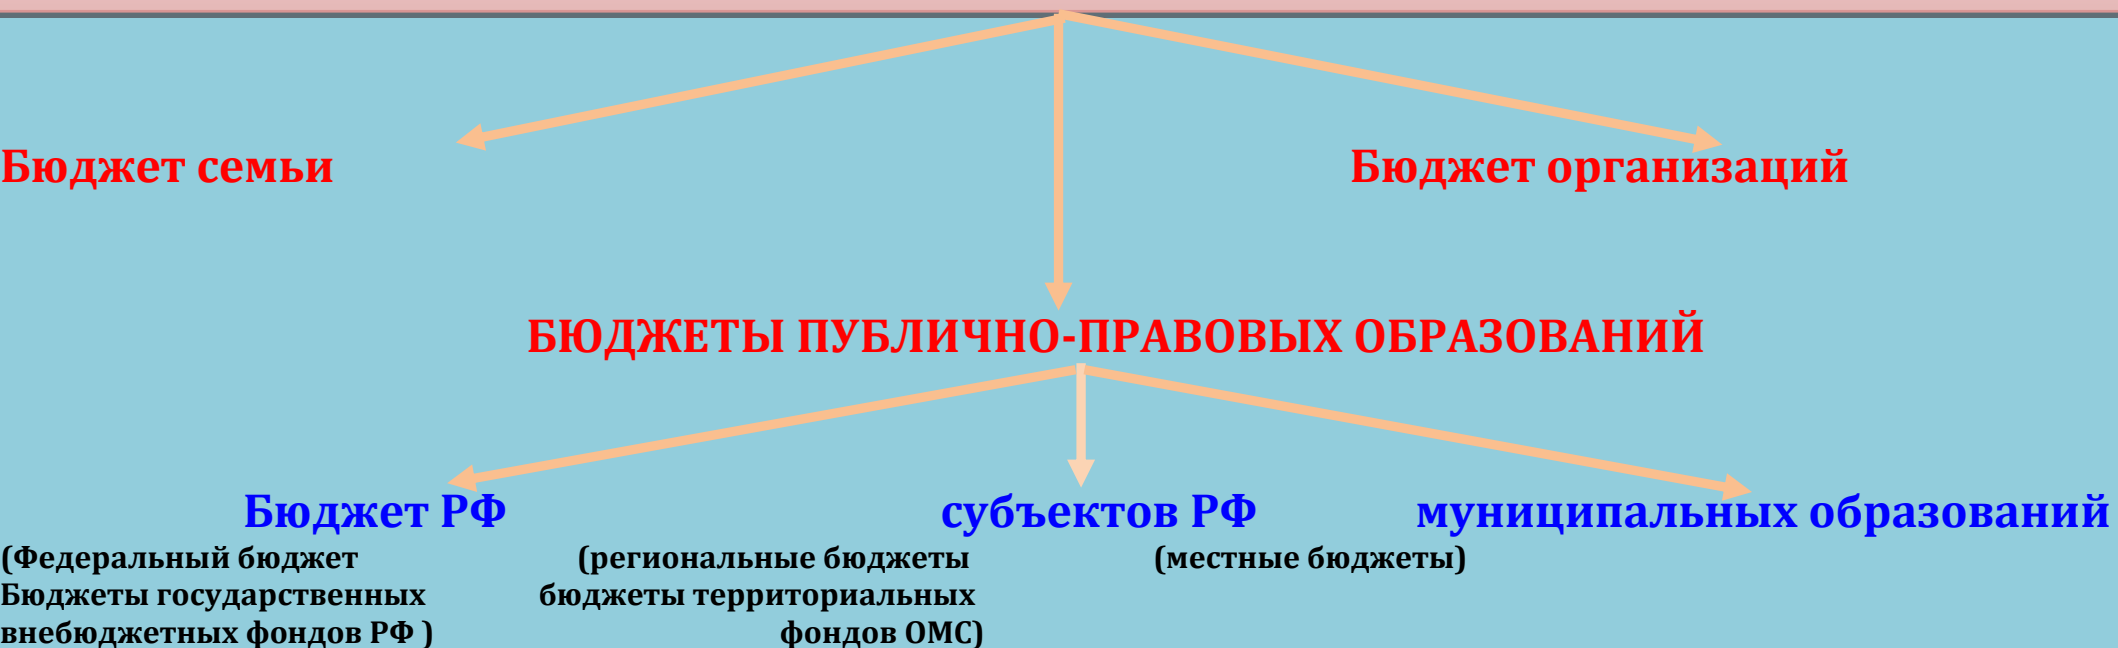 Бюджет семьи Бюджет организаций
БЮДЖЕТЫ ПУБЛИЧНО-ПРАВОВЫХ ОБРАЗОВАНИЙ
Бюджет РФ субъектов РФ муниципальных образований
(Федеральный бюджет (региональные бюджеты (местные бюджеты)
Бюджеты государственных бюджеты территориальных
внебюджетных фондов РФ ) фондов ОМС)